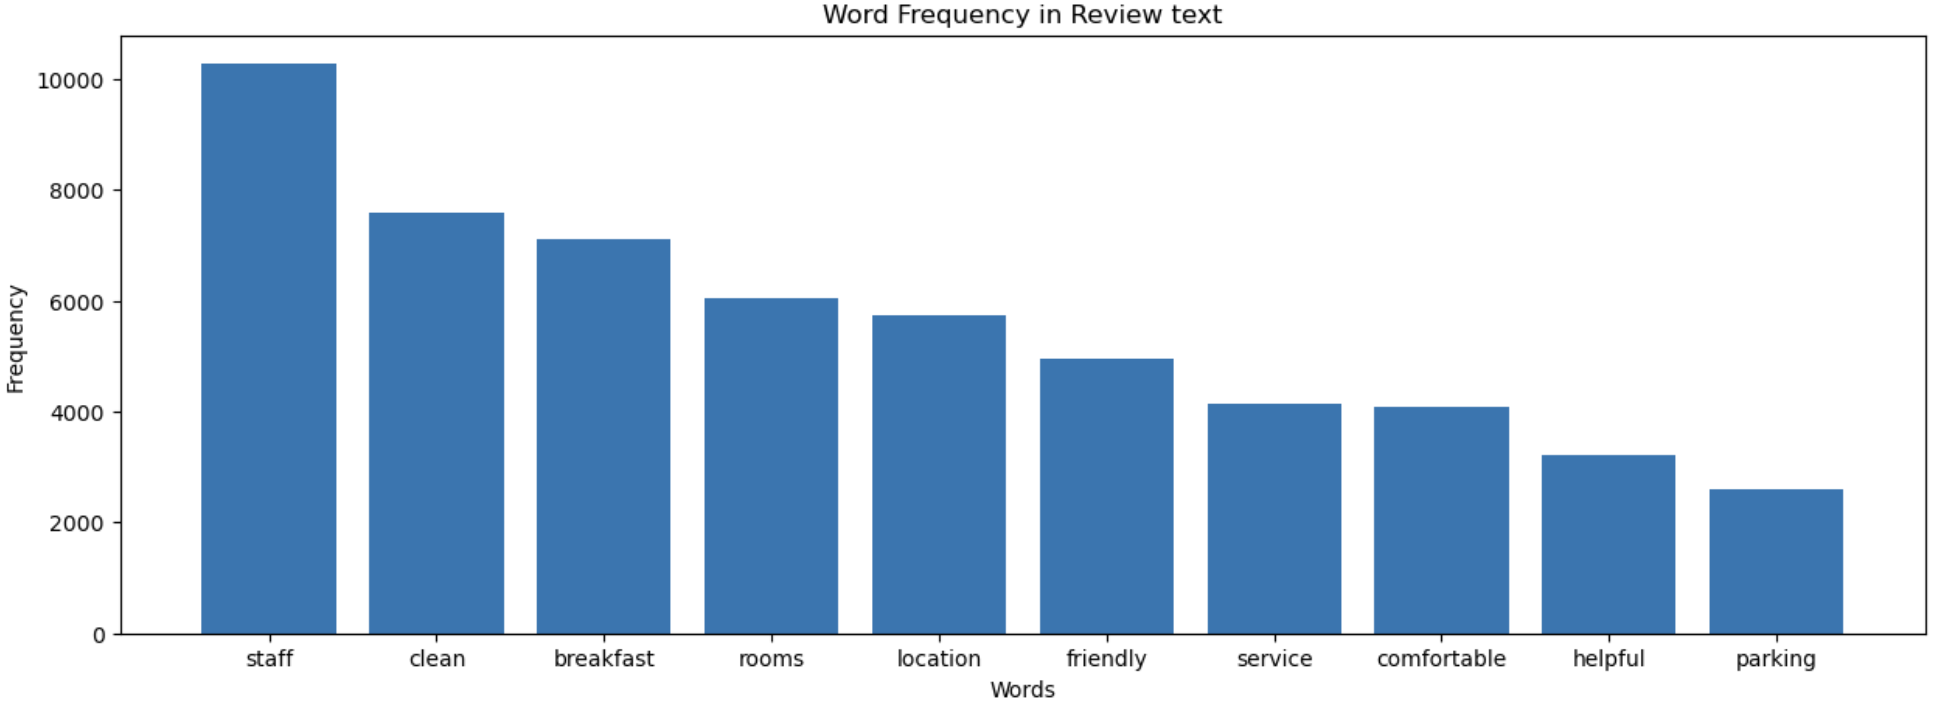 Word Frequency in Review text
Frequency
10000
8000
6000
4000
2000
0
staff clean breakfast rooms location friendly service comfortable helpful parking
Words